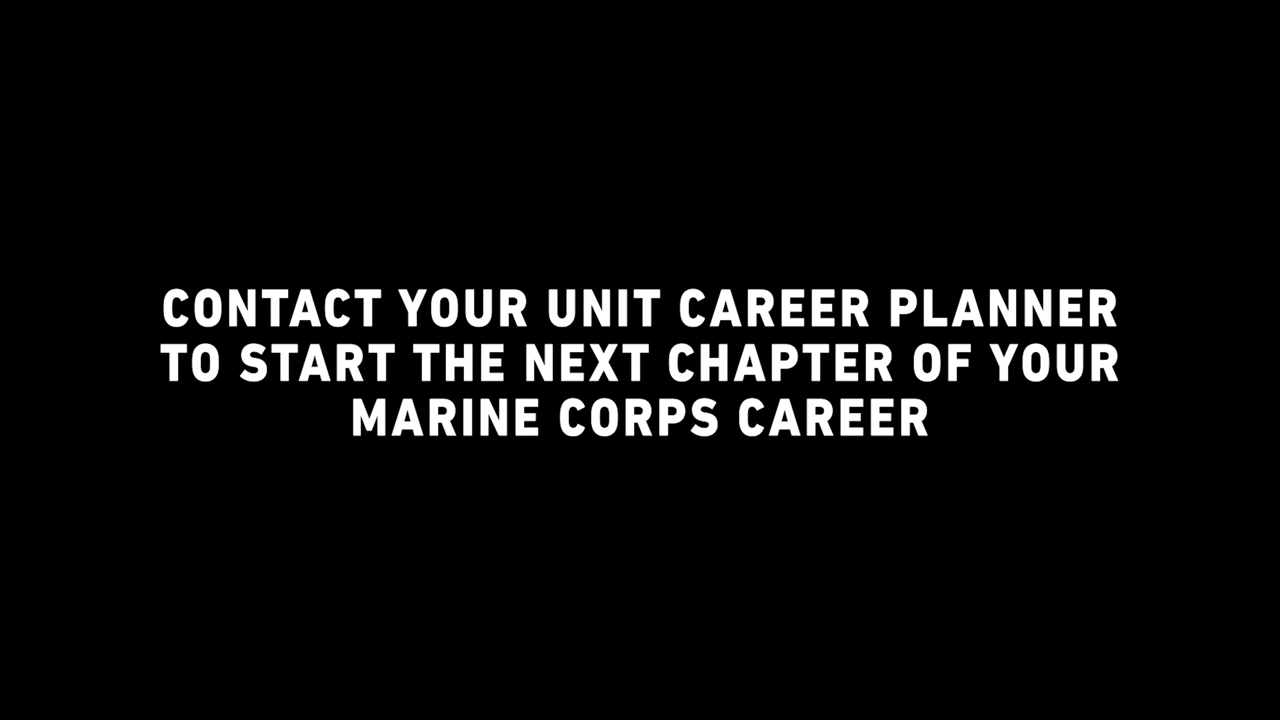 CONTACT YOUR UNIT CAREER PLANNER
TO START THE NEXT CHAPTER OF YOUR
MARINE CORPS CAREER